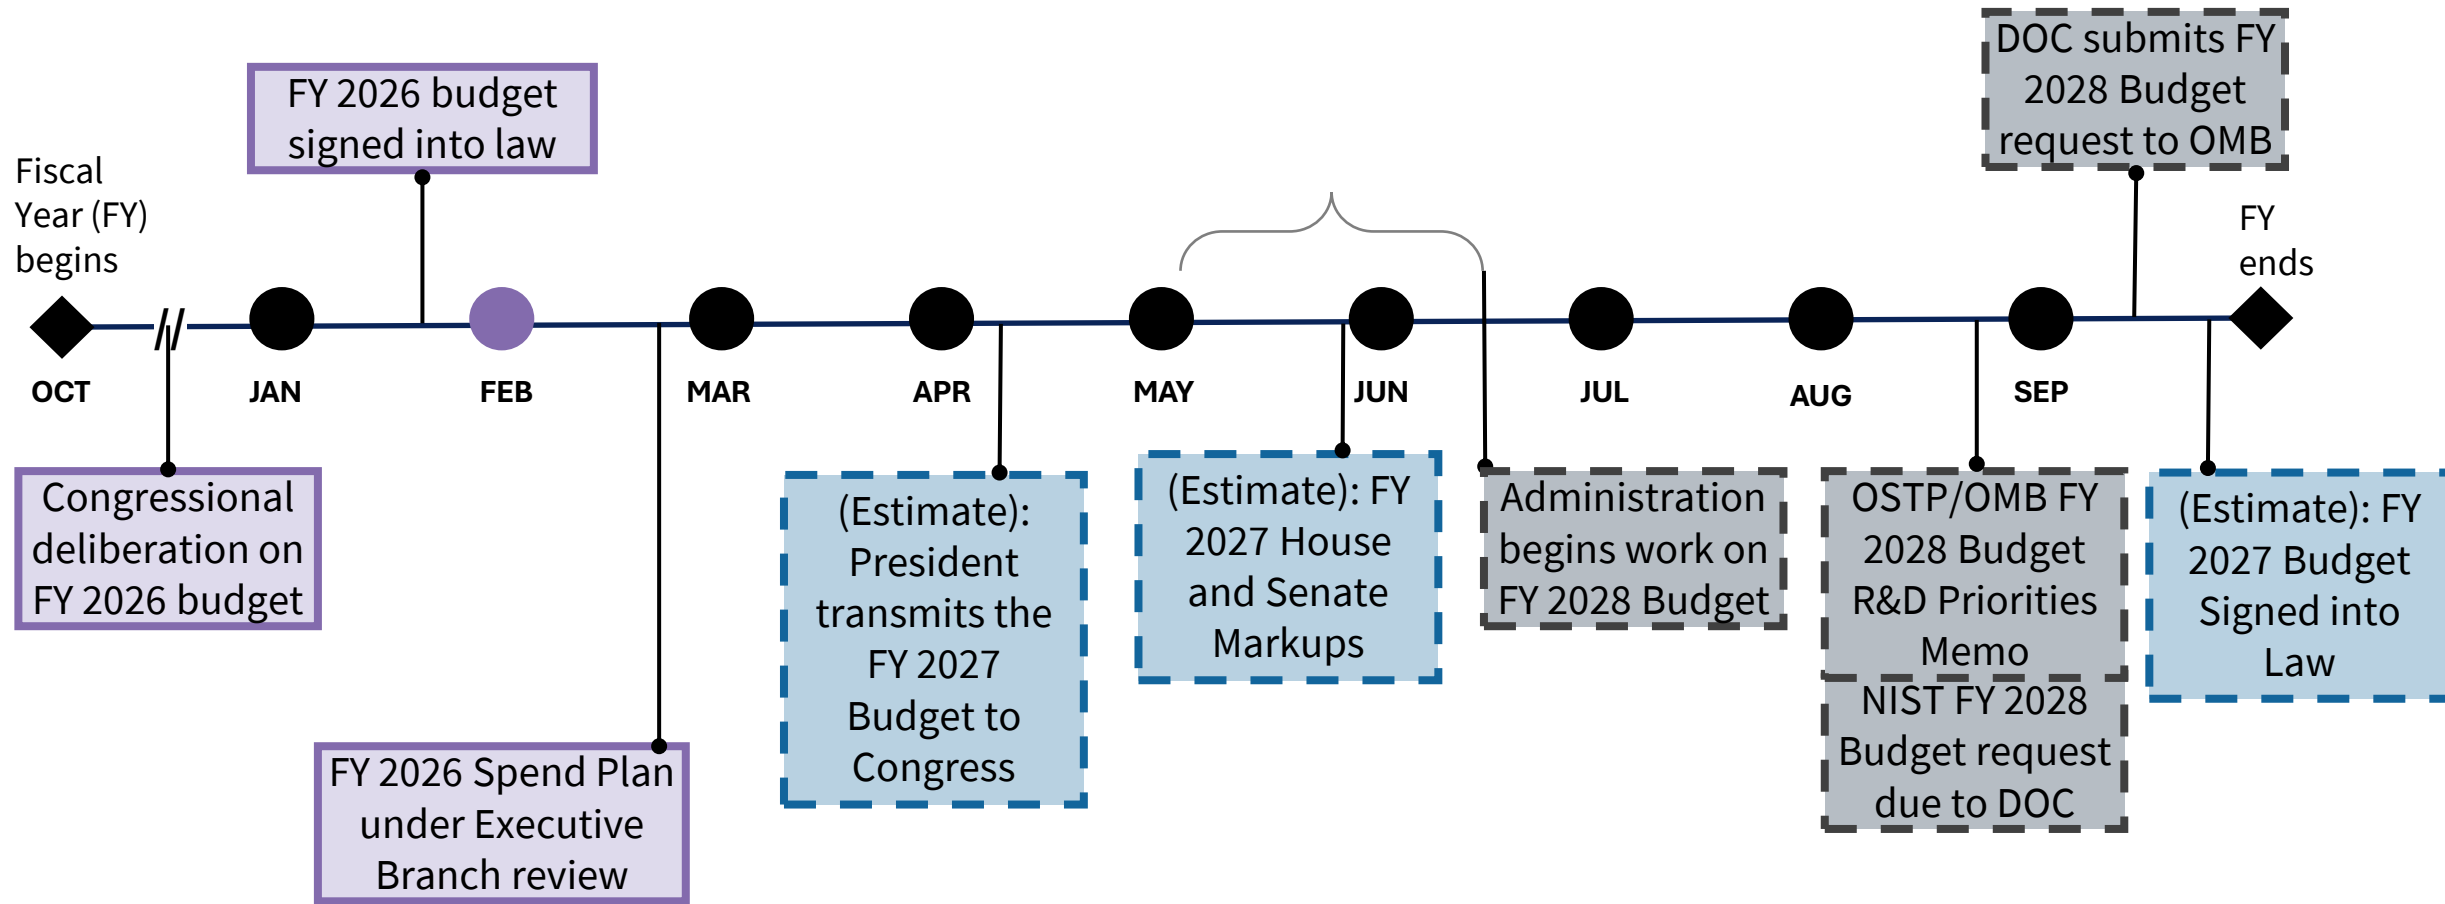 DOC submits FY
2028 Budget
request to OMB
FY 2026 budget
signed into law
Fiscal
Year (FY)
begins
FY
ends
//
OCT
JAN
FEB
MAR
APR
MAY
JUN
JUL
AUG
SEP
Congressional
deliberation on
FY 2026 budget
FY 2026 Spend Plan
under Executive
Branch review
(Estimate):
President
transmits the
FY 2027
Budget to
Congress
(Estimate): FY
2027 House
and Senate
Markups
Administration
begins work on
FY 2028 Budget
OSTP/OMB FY
2028 Budget
R&D Priorities
Memo
NIST FY 2028
Budget request
due to DOC
(Estimate): FY
2027 Budget
Signed into
Law